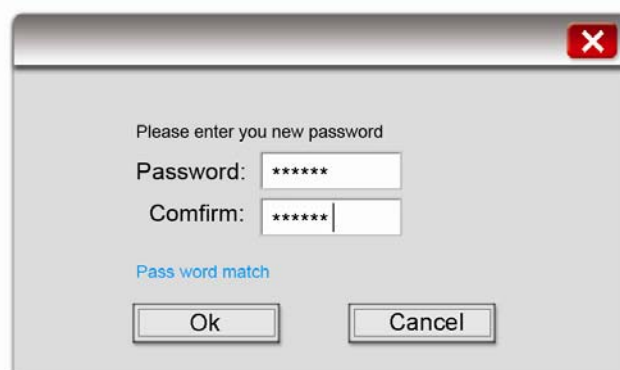 Please enter you new password
Password: ******
Comfirm: ******
Pass word match
Ok Cancel